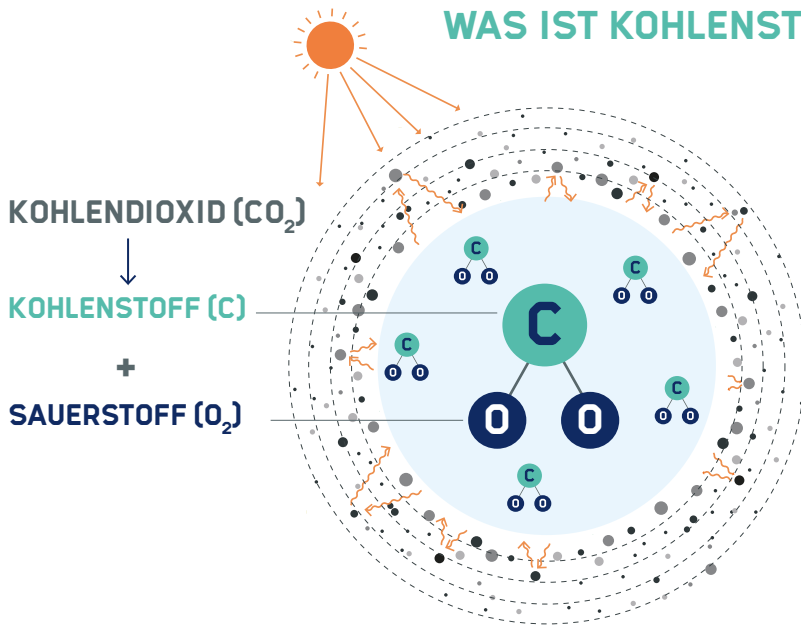 WAS IST KOHLENST
KOHLENDIOXID (CO₂)
KOHLENSTOFF (C)
+
SAUERSTOFF (O₂)
C
O O
C
O O
C
O O
C
O O
C
O O
C
O O